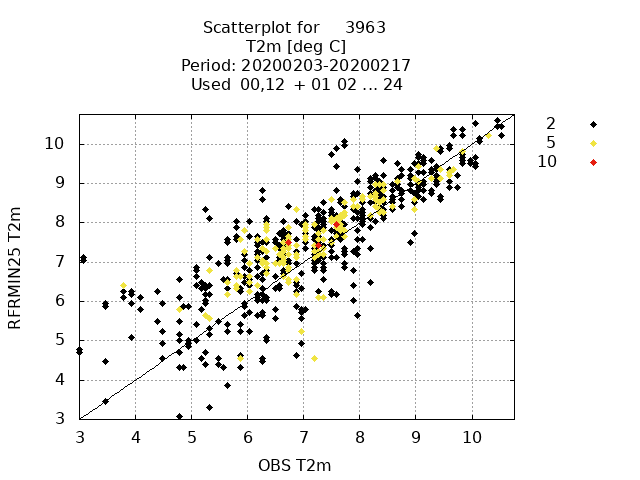 Scatterplot for 3963
T2m [deg C]
Period: 20200203-20200217
Used 00,12 + 01 02 ... 24
2
5
10
10
9
8
7
6
5
4
3
RFRMIN25 T2m
3 4 5 6 7 8 9 10
OBS T2m